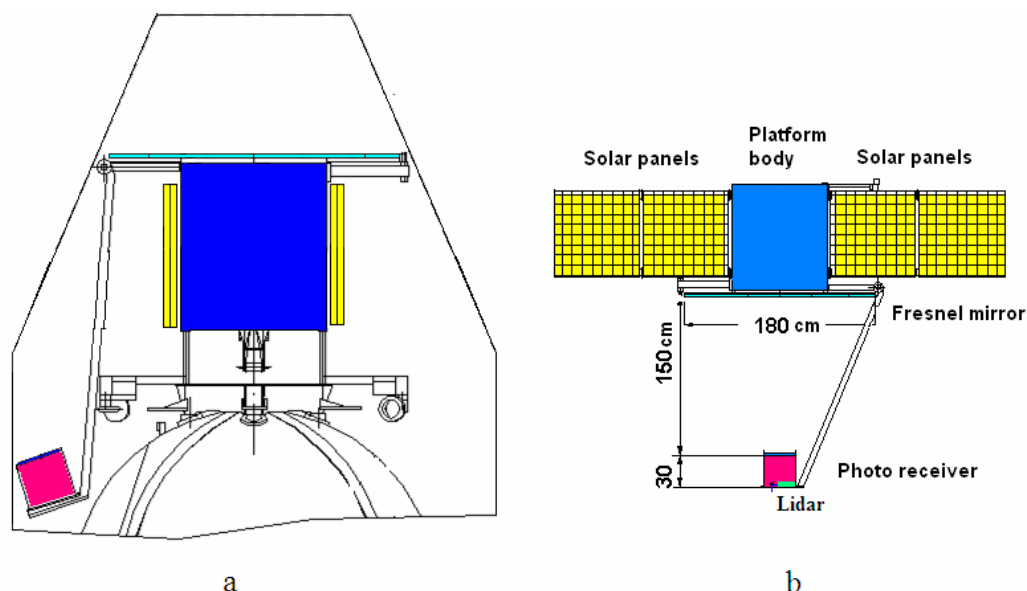 Platform
body
Solar panels
Solar panels
Fresnel mirror
180 cm
150 cm
30
Photo receiver
Lidar
a
b